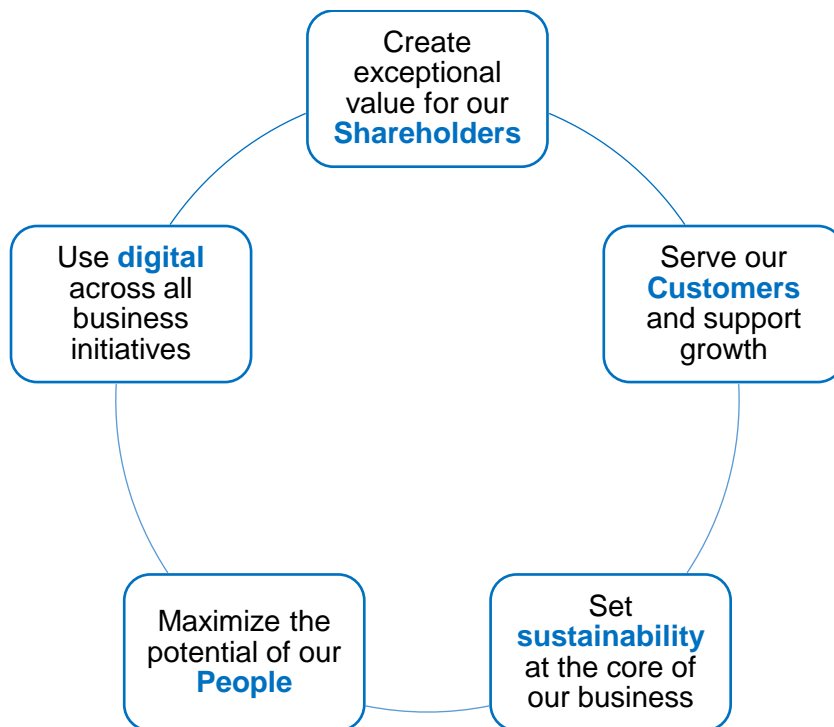 Create
exceptional
value for our
Shareholders
Use digital
across all
business
initiatives
Serve our
Customers
and support
growth
Maximize the
potential of our
People
Set
sustainability
at the core of
our business